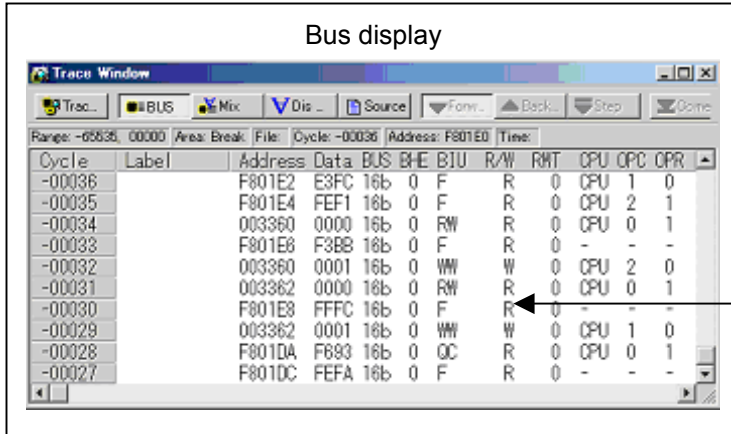 Bus display
Trace Window
Trac... BUS Mix Dis ... Source Forw.. Back.. Step Come
Range: -65535, 00000 Area: Break File: Cycle: -00036 Address: F801E0 Time:
Cycle Label Address Data BUS BHE BIU R/W RWT CPU OPC OPR
-00036 F801E2 E3FC 16b 0 F R 0 CPU 1 0
-00035 F801E4 FEF1 16b 0 F R 0 CPU 2 1
-00034 003360 0000 16b 0 RW R 0 CPU 0 1
-00033 F801E6 F3BB 16b 0 F R 0 - - -
-00032 003360 0001 16b 0 WW W 0 CPU 2 0
-00031 003362 0000 16b 0 RW R 0 CPU 0 1
-00030 F801E8 FFFC 16b 0 F R 0 - - -
-00029 003362 0001 16b 0 WW W 0 CPU 1 0
-00028 F801DA F693 16b 0 QC R 0 CPU 0 1
-00027 F801DC FEFA 16b 0 F R 0 - - -